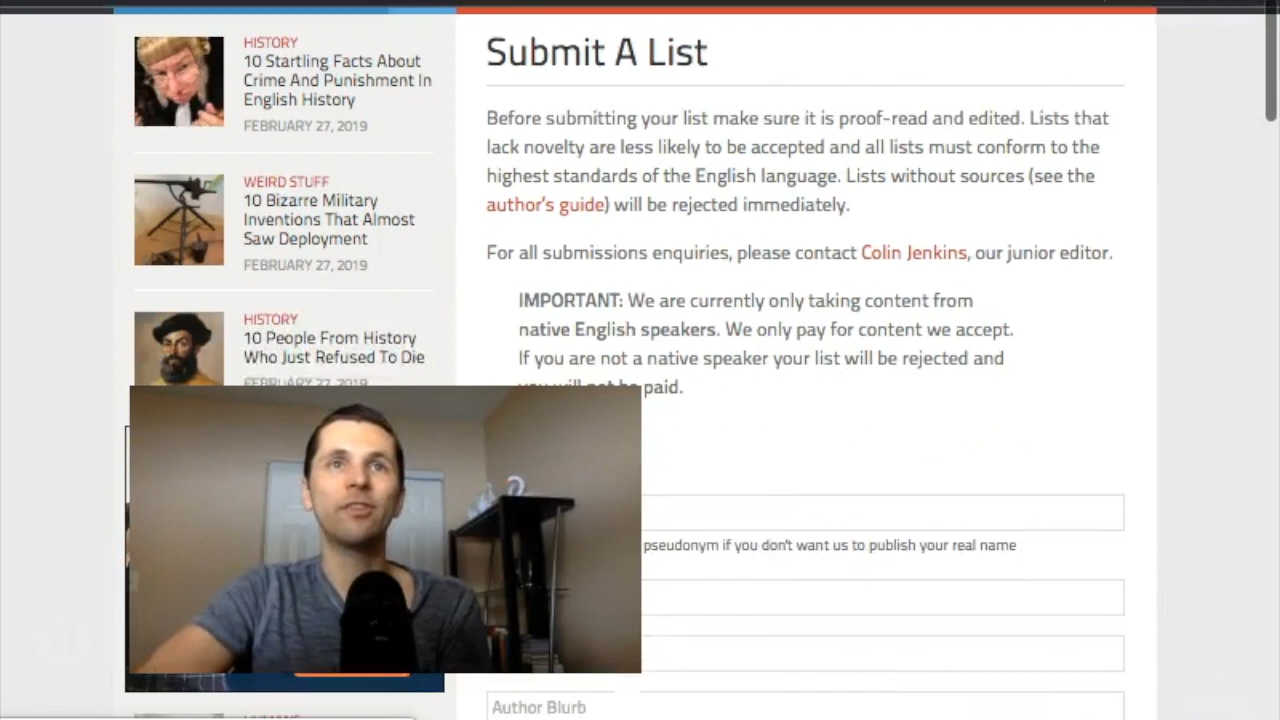 HISTORY
10 Startling Facts About
Crime And Punishment In
English History
FEBRUARY 27, 2019
WEIRD STUFF
10 Bizarre Military
Inventions That Almost
Saw Deployment
FEBRUARY 27, 2019
HISTORY
10 People From History
Who Just Refused To Die
FEBRUARY 27, 2019
Submit A List
Before submitting your list make sure it is proof-read and edited. Lists that
lack novelty are less likely to be accepted and all lists must conform to the
highest standards of the English language. Lists without sources (see the
author's guide) will be rejected immediately.
For all submissions enquiries, please contact Colin Jenkins, our junior editor.
IMPORTANT: We are currently only taking content from
native English speakers. We only pay for content we accept.
If you are not a native speaker your list will be rejected and
you will not be paid.
pseudonym if you don't want us to publish your real name
Author Blurb